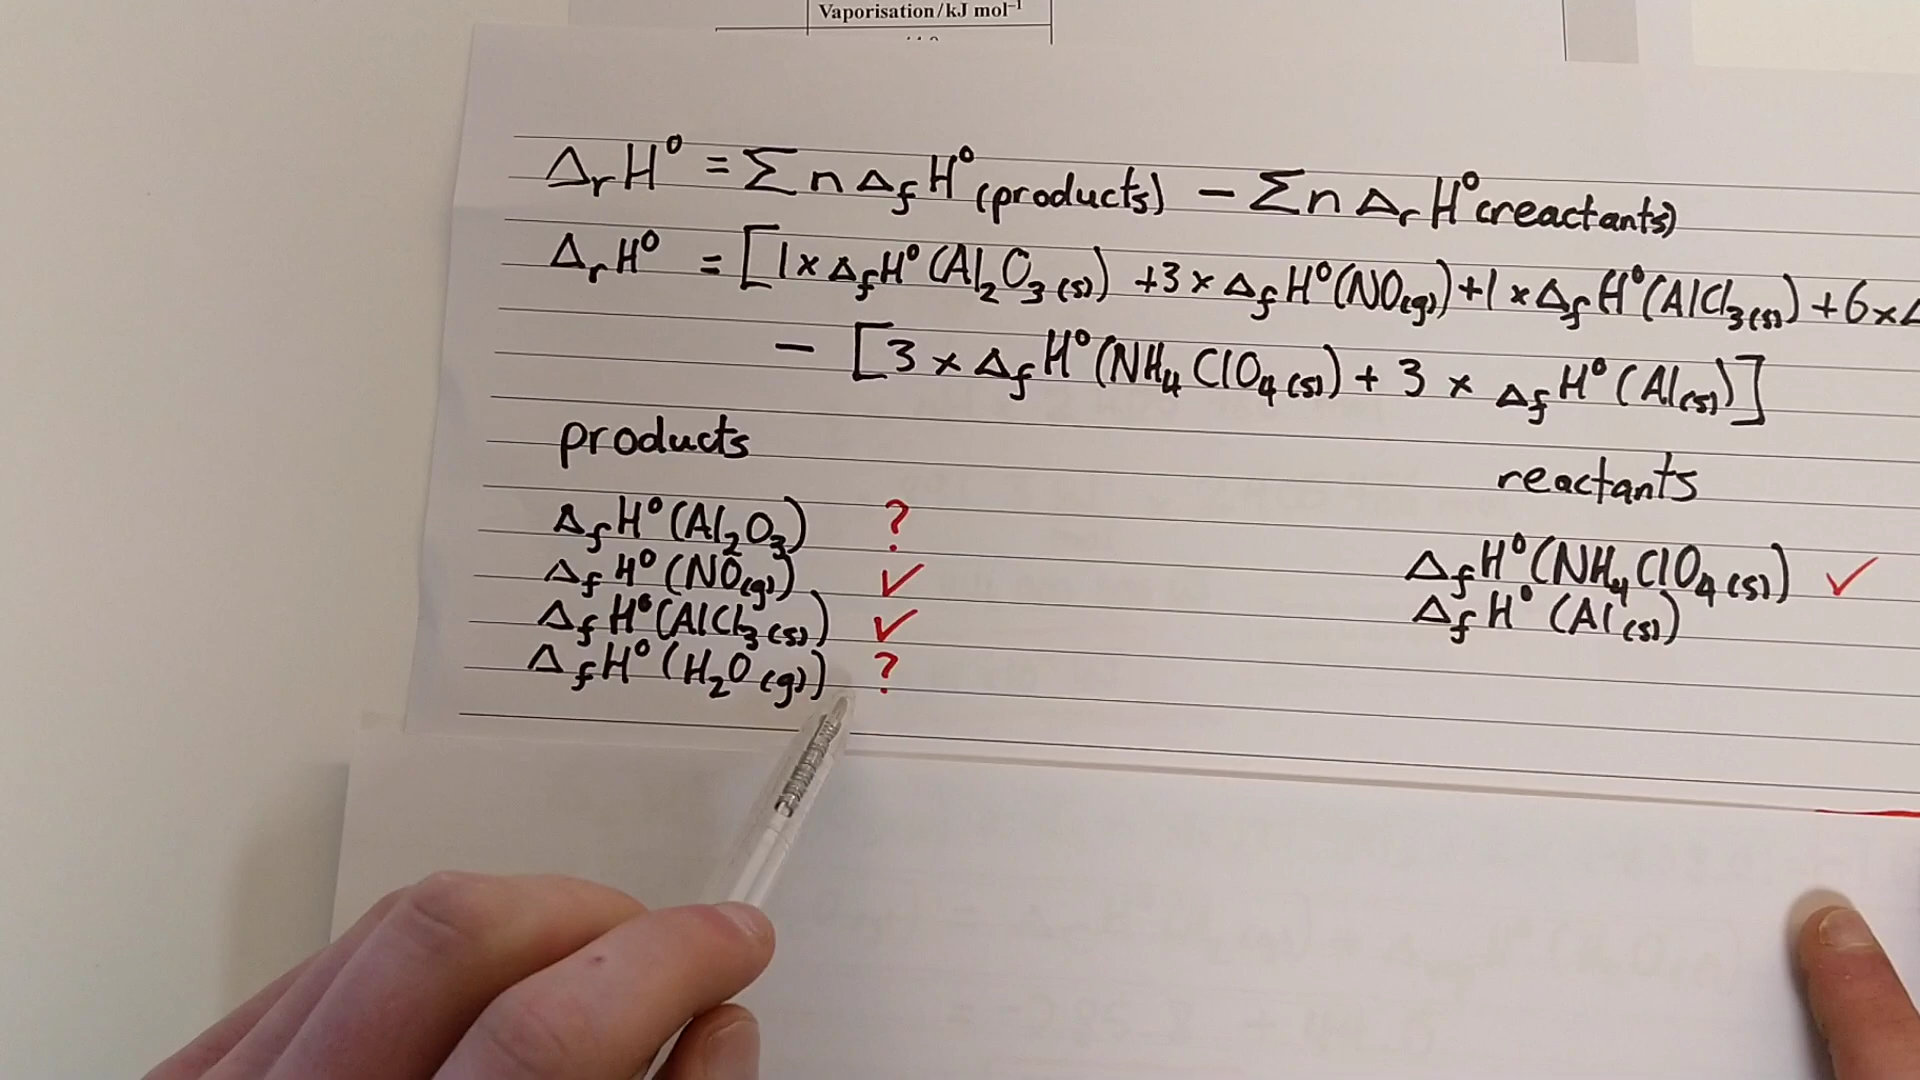 Vaporisation/kJ mol⁻¹
ΔrH° = Σ n ΔfH°(products) − Σn ΔrH°(reactants)
ΔrH° = [1 × ΔfH°(Al₂O₃(s)) + 3 × ΔfH°(NO(g)) + 1 × ΔfH°(AlCl₃(s)) + 6 × Δ
− [3 × ΔfH°(NH₄ClO₄(s)) + 3 × ΔfH°(Al(s))]
products
reactants
ΔfH°(Al₂O₃) ?
ΔfH°(NO(g)) ✓
ΔfH°(AlCl₃(s)) ✓
ΔfH°(H₂O(g)) ?
ΔfH°(NH₄ClO₄(s)) ✓
ΔfH°(Al(s))